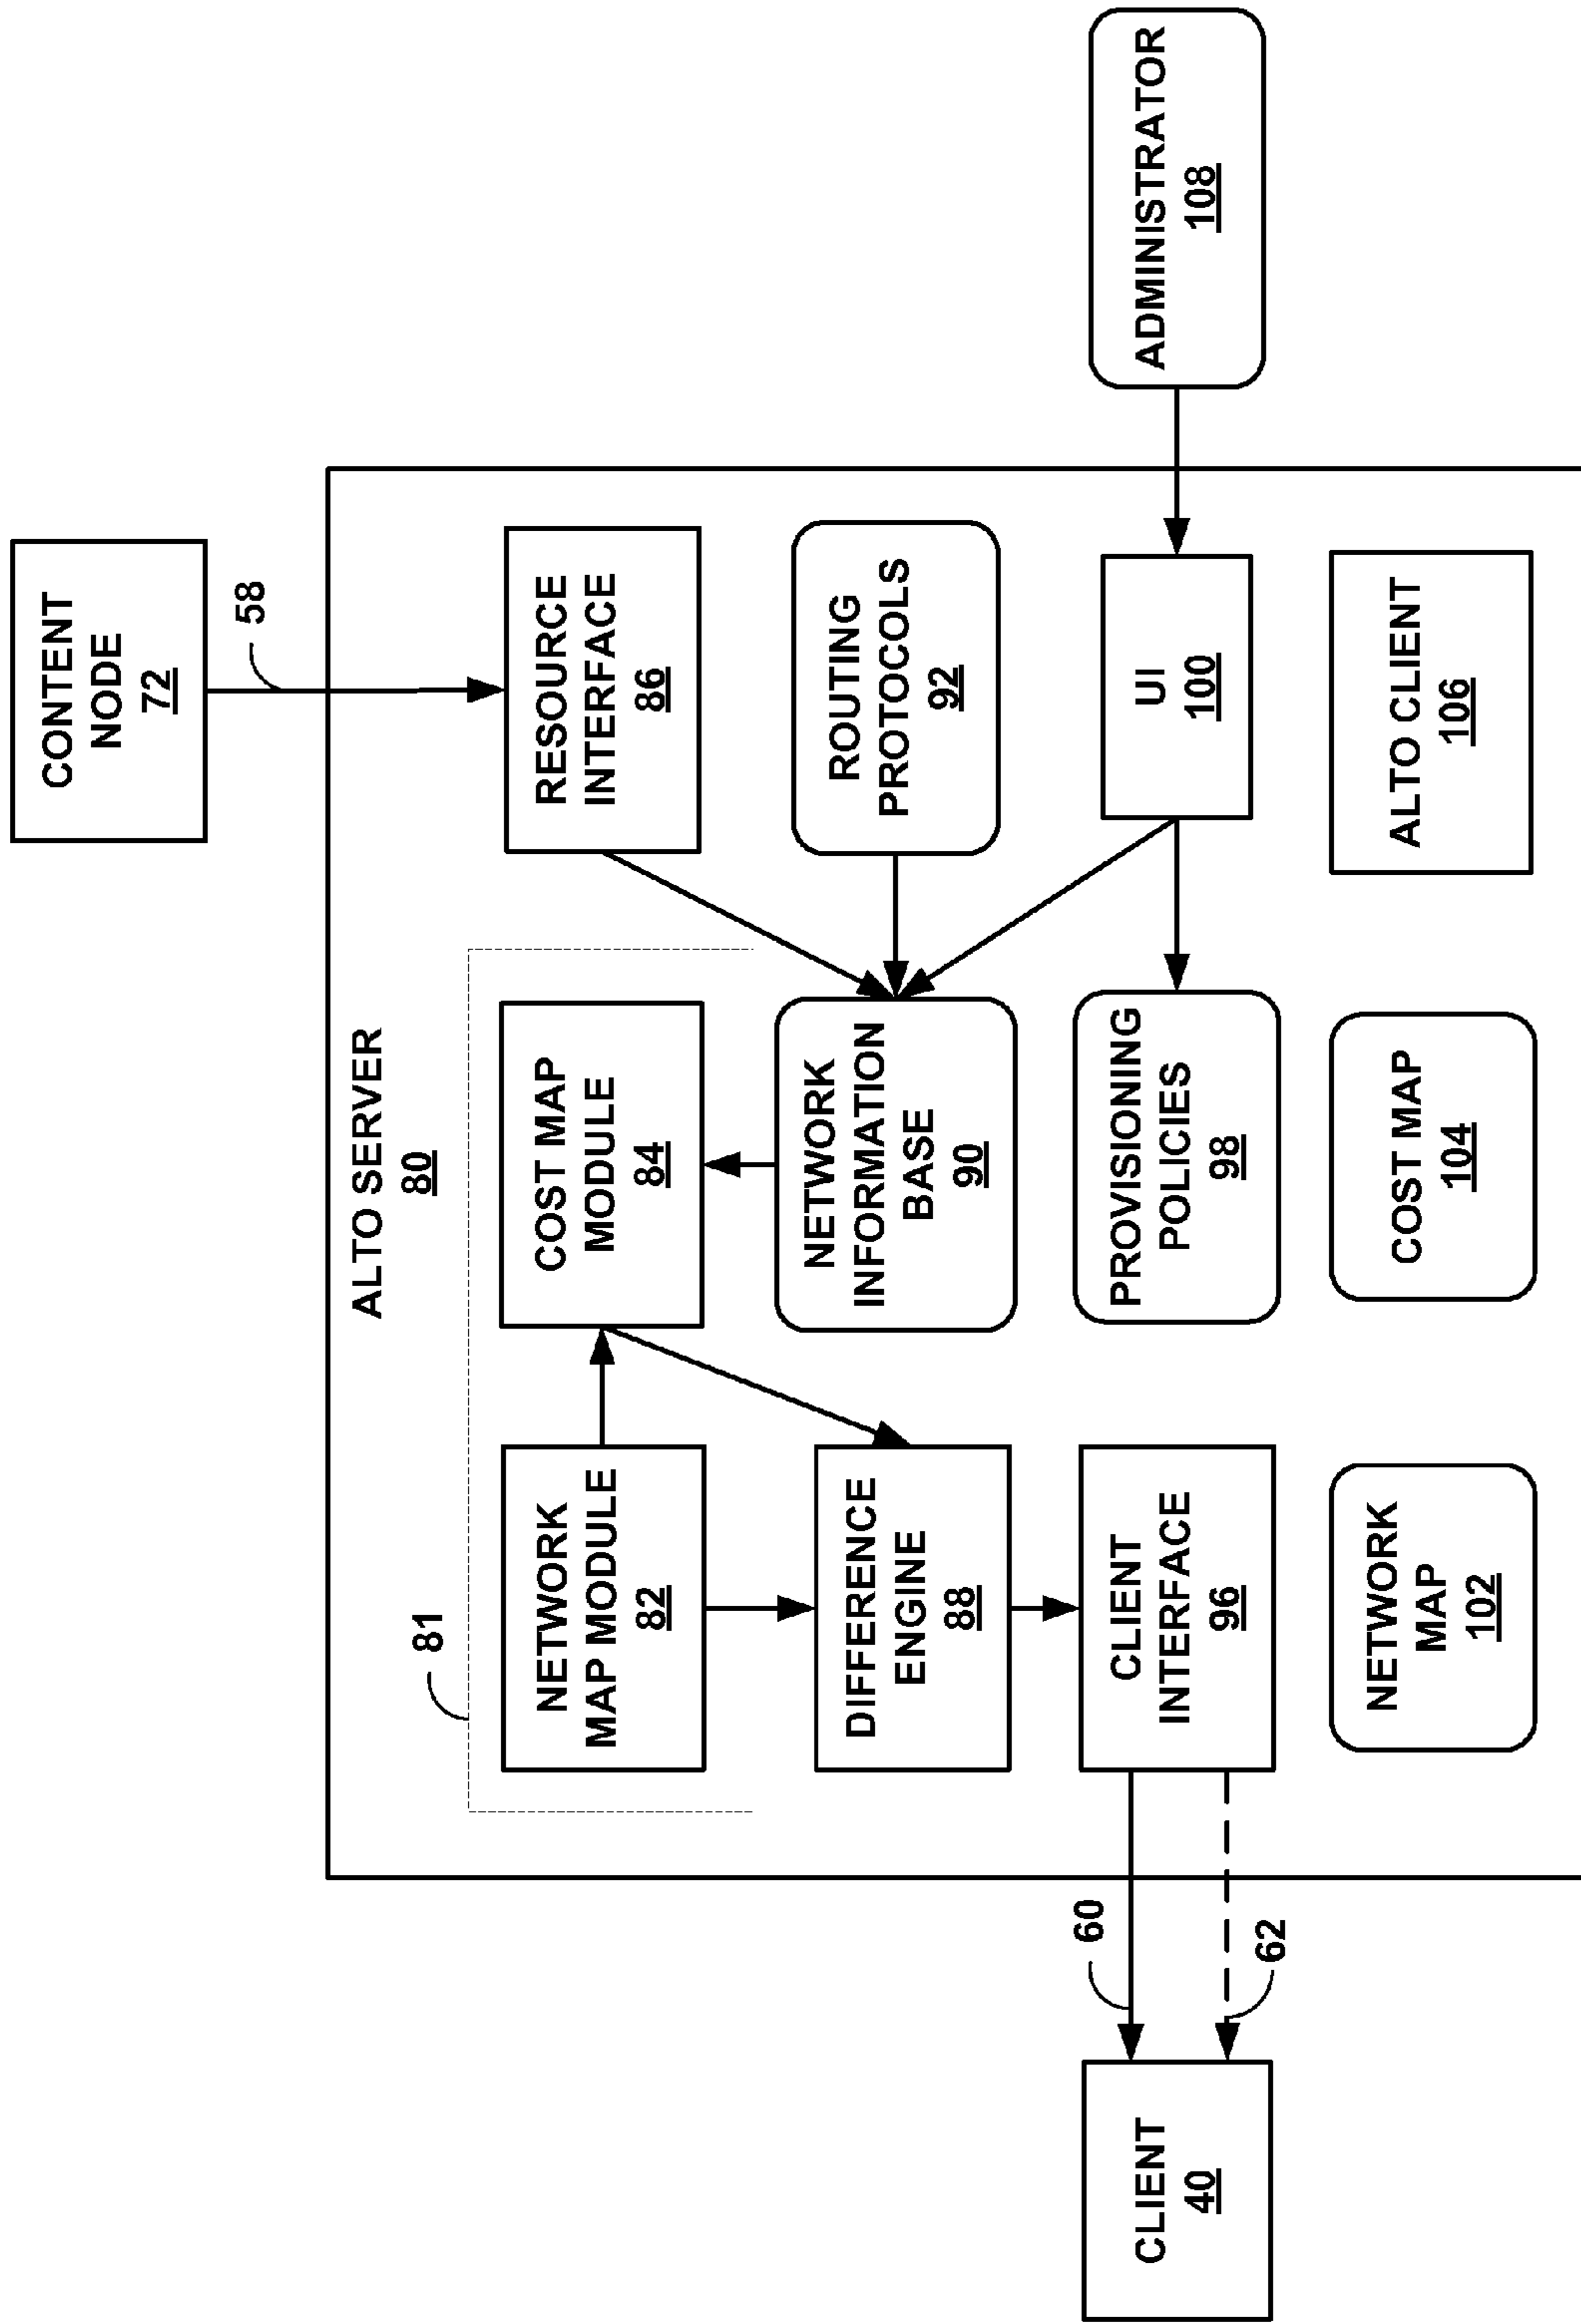 CONTENT
NODE
72
58
ALTO SERVER
80
81
NETWORK
MAP MODULE
82
COST MAP
MODULE
84
RESOURCE
INTERFACE
86
DIFFERENCE
ENGINE
88
NETWORK
INFORMATION
BASE
90
ROUTING
PROTOCOLS
92
CLIENT
40
60
62
CLIENT
INTERFACE
96
PROVISIONING
POLICIES
98
UI
100
ADMINISTRATOR
108
NETWORK
MAP
102
COST MAP
104
ALTO CLIENT
106